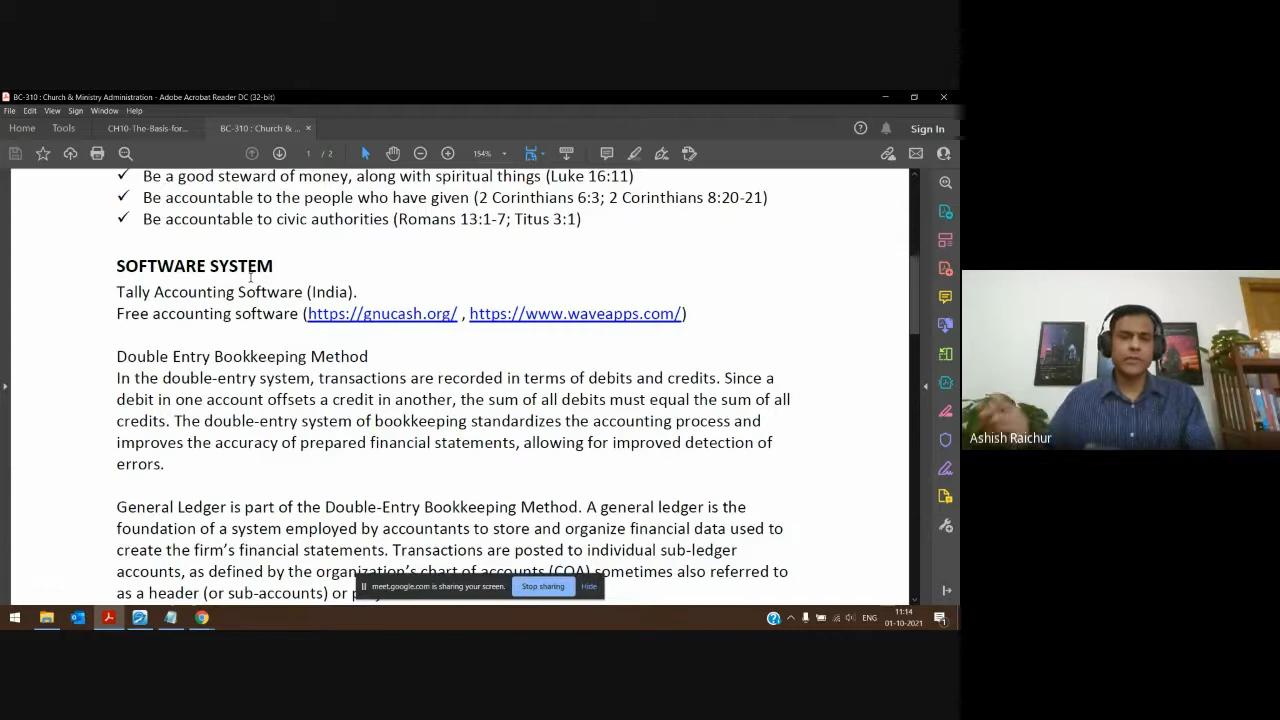 BC-310 : Church & Ministry Administration - Adobe Acrobat Reader DC (32-bit)
File Edit View Sign Window Help
Home Tools CH10-The-Basis-for... BC-310 : Church & ... × Sign In
1 / 2 154%
✓ Be a good steward of money, along with spiritual things (Luke 16:11)
✓ Be accountable to the people who have given (2 Corinthians 6:3; 2 Corinthians 8:20-21)
✓ Be accountable to civic authorities (Romans 13:1-7; Titus 3:1)
SOFTWARE SYSTEM
Tally Accounting Software (India).
Free accounting software (https://gnucash.org/ , https://www.waveapps.com/)
Double Entry Bookkeeping Method
In the double-entry system, transactions are recorded in terms of debits and credits. Since a
debit in one account offsets a credit in another, the sum of all debits must equal the sum of all
credits. The double-entry system of bookkeeping standardizes the accounting process and
improves the accuracy of prepared financial statements, allowing for improved detection of
errors.
General Ledger is part of the Double-Entry Bookkeeping Method. A general ledger is the
foundation of a system employed by accountants to store and organize financial data used to
create the firm's financial statements. Transactions are posted to individual sub-ledger
accounts, as defined by the organization's chart of accounts (COA) sometimes also referred to
as a header (or sub-accounts) or
meet.google.com is sharing your screen. Stop sharing Hide
Ashish Raichur
ENG
11:14
01-10-2021